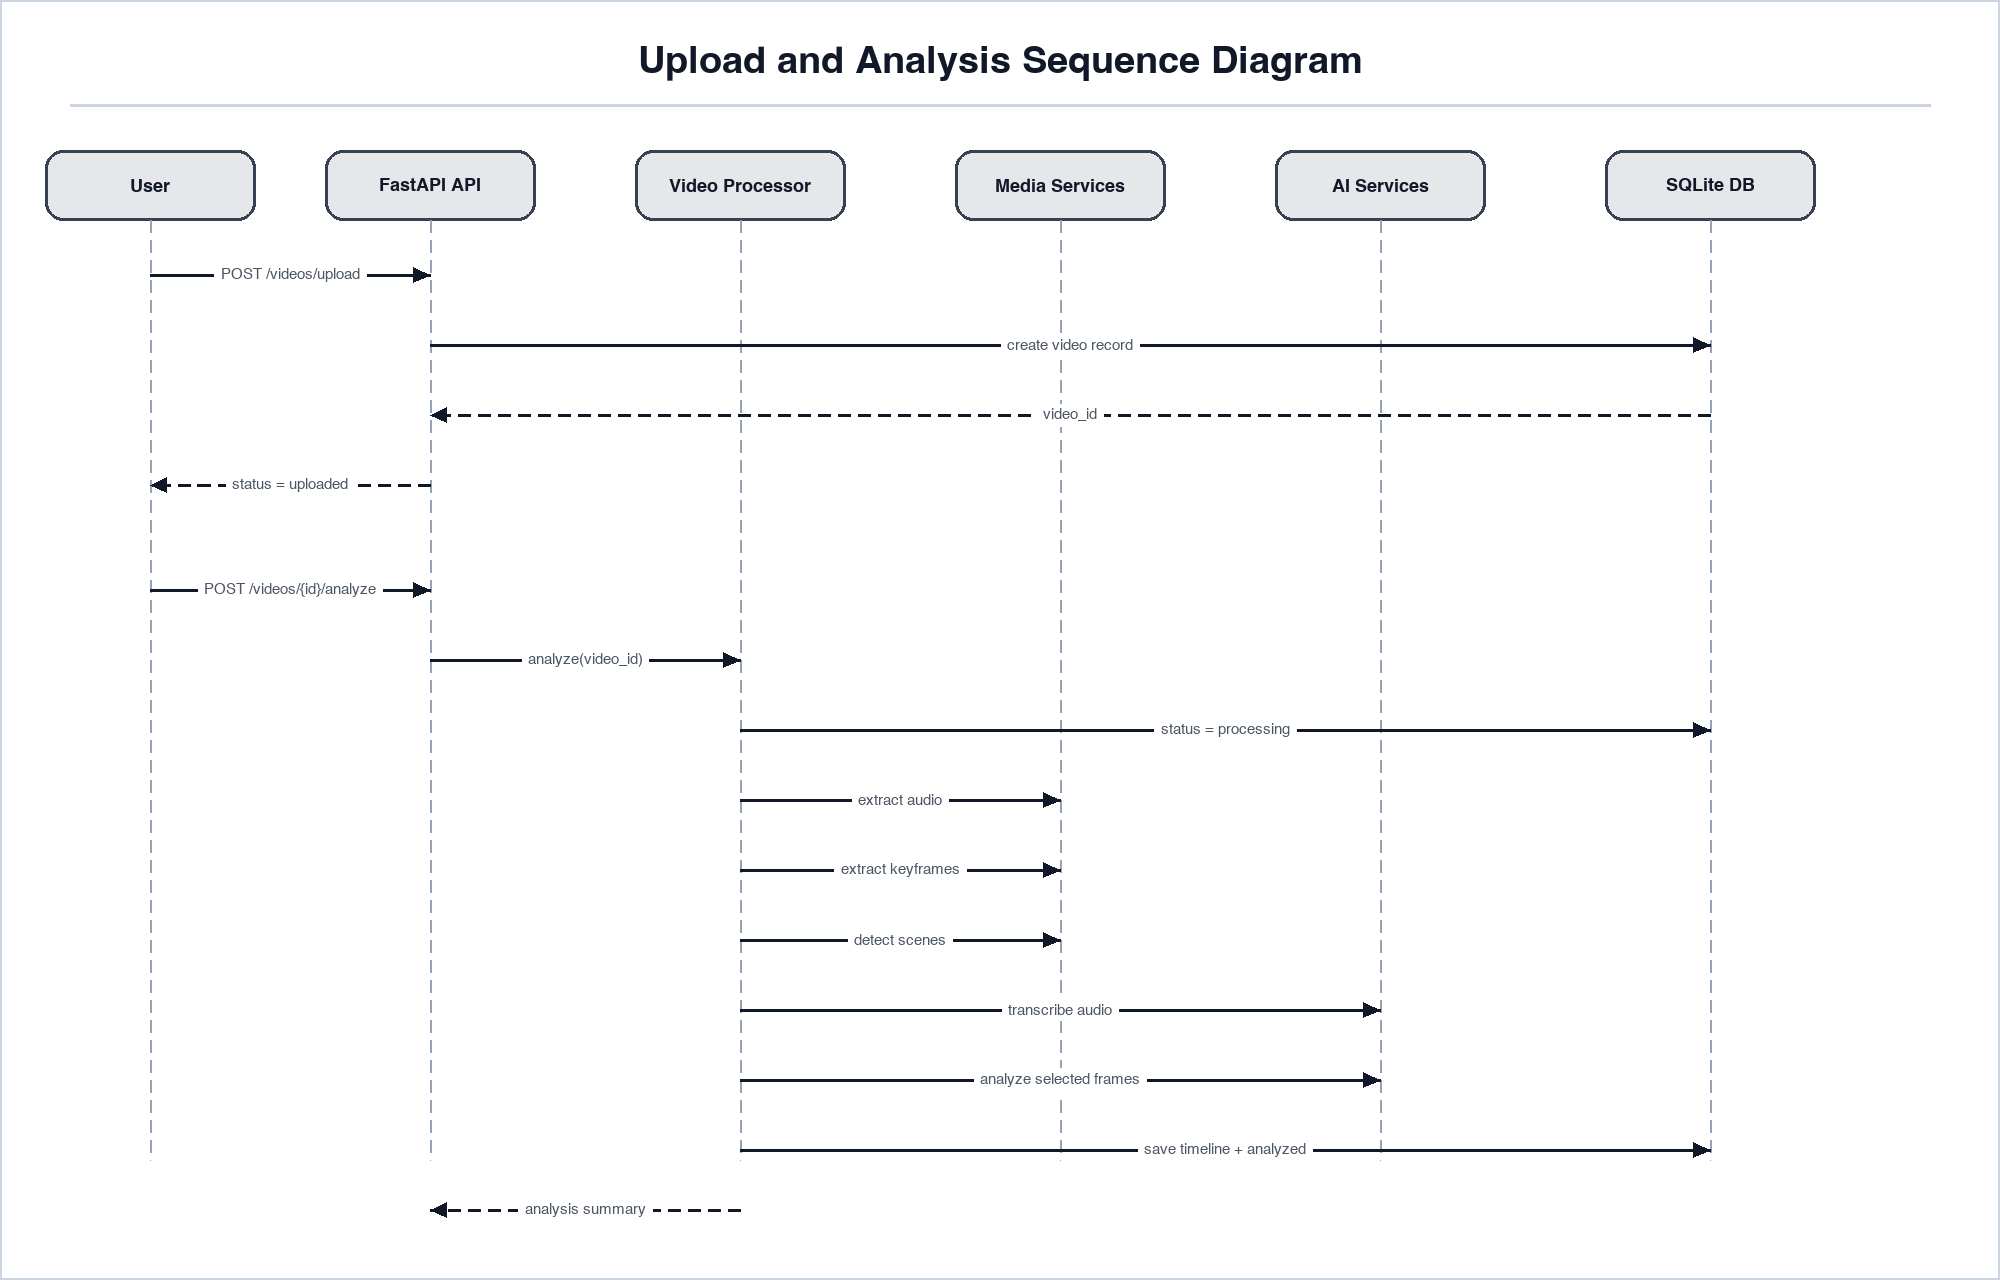 Upload and Analysis Sequence Diagram
User
FastAPI API
Video Processor
Media Services
AI Services
SQLite DB
POST /videos/upload
create video record
video_id
status = uploaded
POST /videos/{id}/analyze
analyze(video_id)
status = processing
extract audio
extract keyframes
detect scenes
transcribe audio
analyze selected frames
save timeline + analyzed
analysis summary